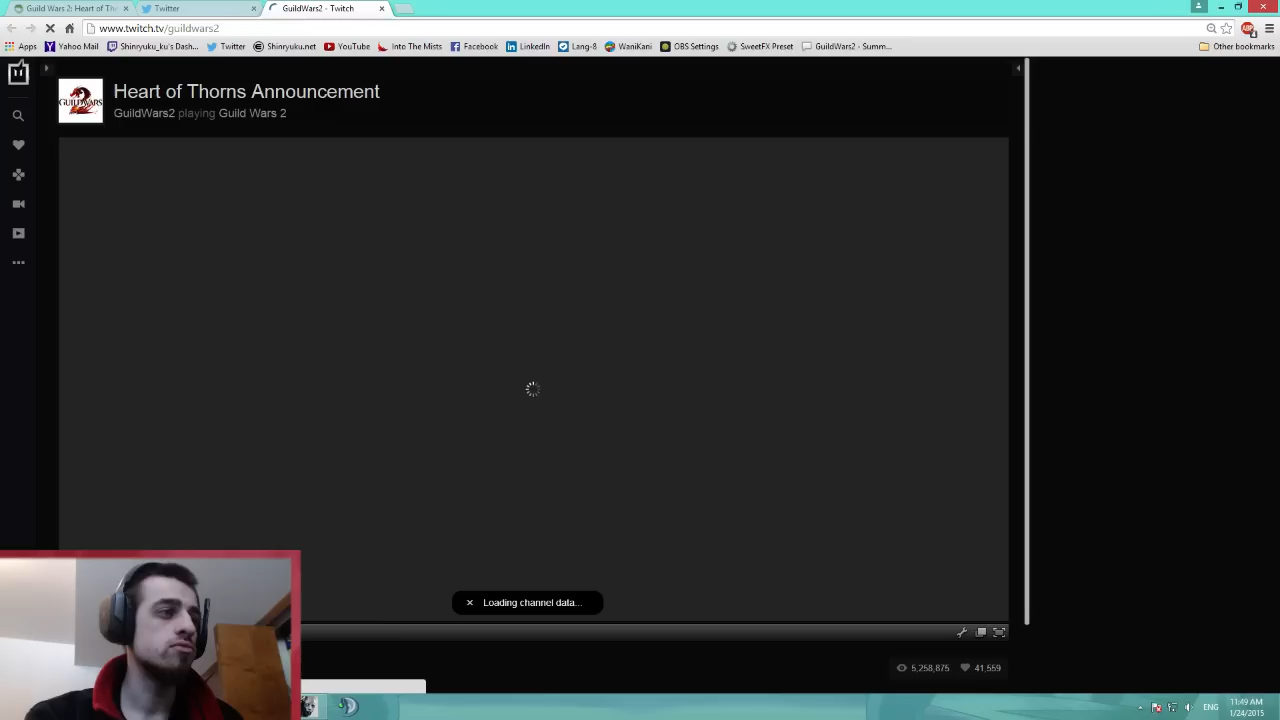 Guild Wars 2: Heart of Tho
Twitter
GuildWars2 - Twitch
www.twitch.tv/guildwars2
Apps
Yahoo Mail
Shinryuku_ku's Dash...
Twitter
Shinryuku.net
YouTube
Into The Mists
Facebook
LinkedIn
Lang-8
WaniKani
OBS Settings
SweetFX Preset
GuildWars2 - Summ...
Other bookmarks
GUILDWARS
2
Heart of Thorns Announcement
GuildWars2 playing Guild Wars 2
Loading channel data...
5,258,875
41,559
ENG
11:49 AM
1/24/2015